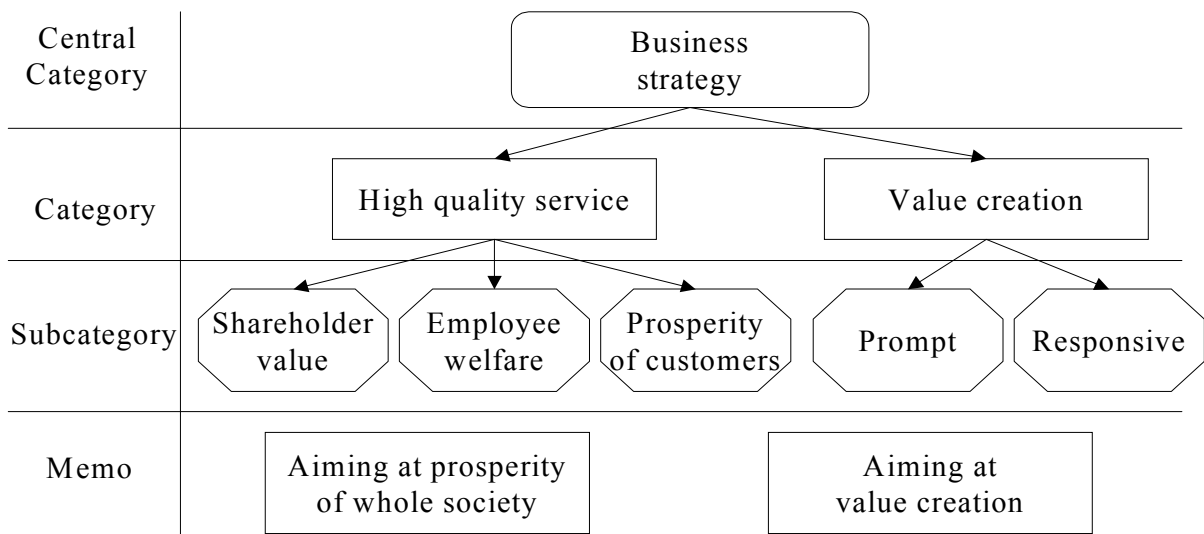 Central
Category
Business
strategy
Category
High quality service
Value creation
Subcategory
Shareholder
value
Employee
welfare
Prosperity
of customers
Prompt
Responsive
Memo
Aiming at prosperity
of whole society
Aiming at
value creation